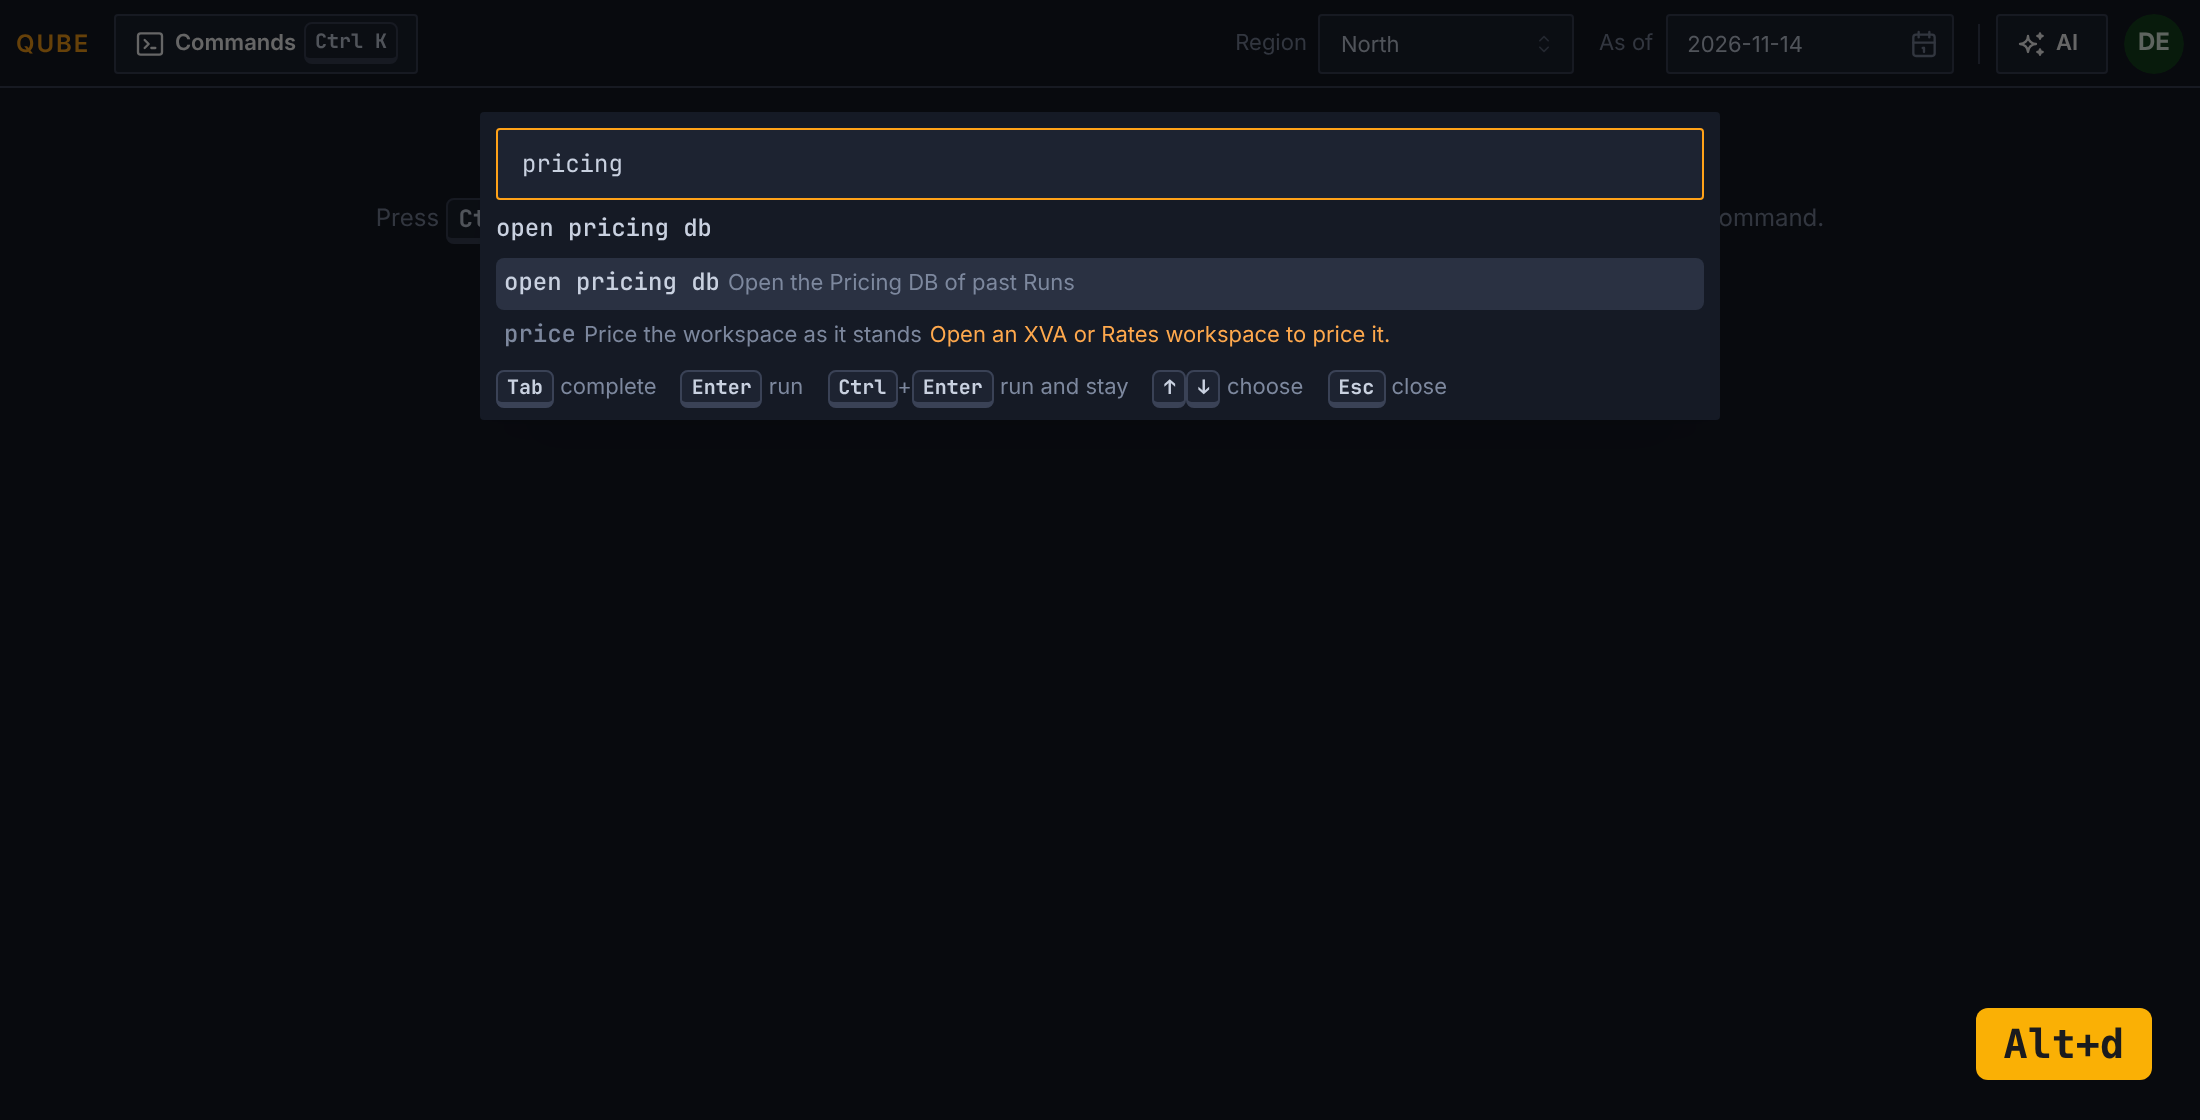 QUBE Commands Ctrl K Region North As of 2026-11-14 AI DE
pricing
Press Ct ommand.
open pricing db
open pricing db Open the Pricing DB of past Runs
price Price the workspace as it stands Open an XVA or Rates workspace to price it.
Tab complete Enter run Ctrl+Enter run and stay ↑ ↓ choose Esc close
Alt+d